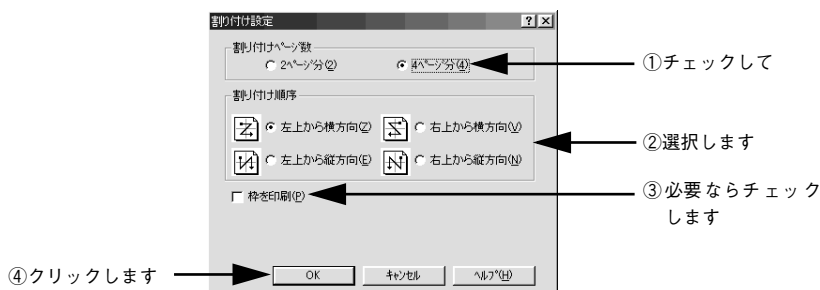 割り付け設定
割り付けページ数
2ページ分(2)
4ページ分(4)
①チェックして
割り付け順序
左上から横方向(Z)
右上から横方向(V)
②選択します
左上から縦方向(E)
右上から縦方向(N)
枠を印刷(P)
③必要ならチェック
します
④クリックします
OK
キャンセル
ヘルプ(H)